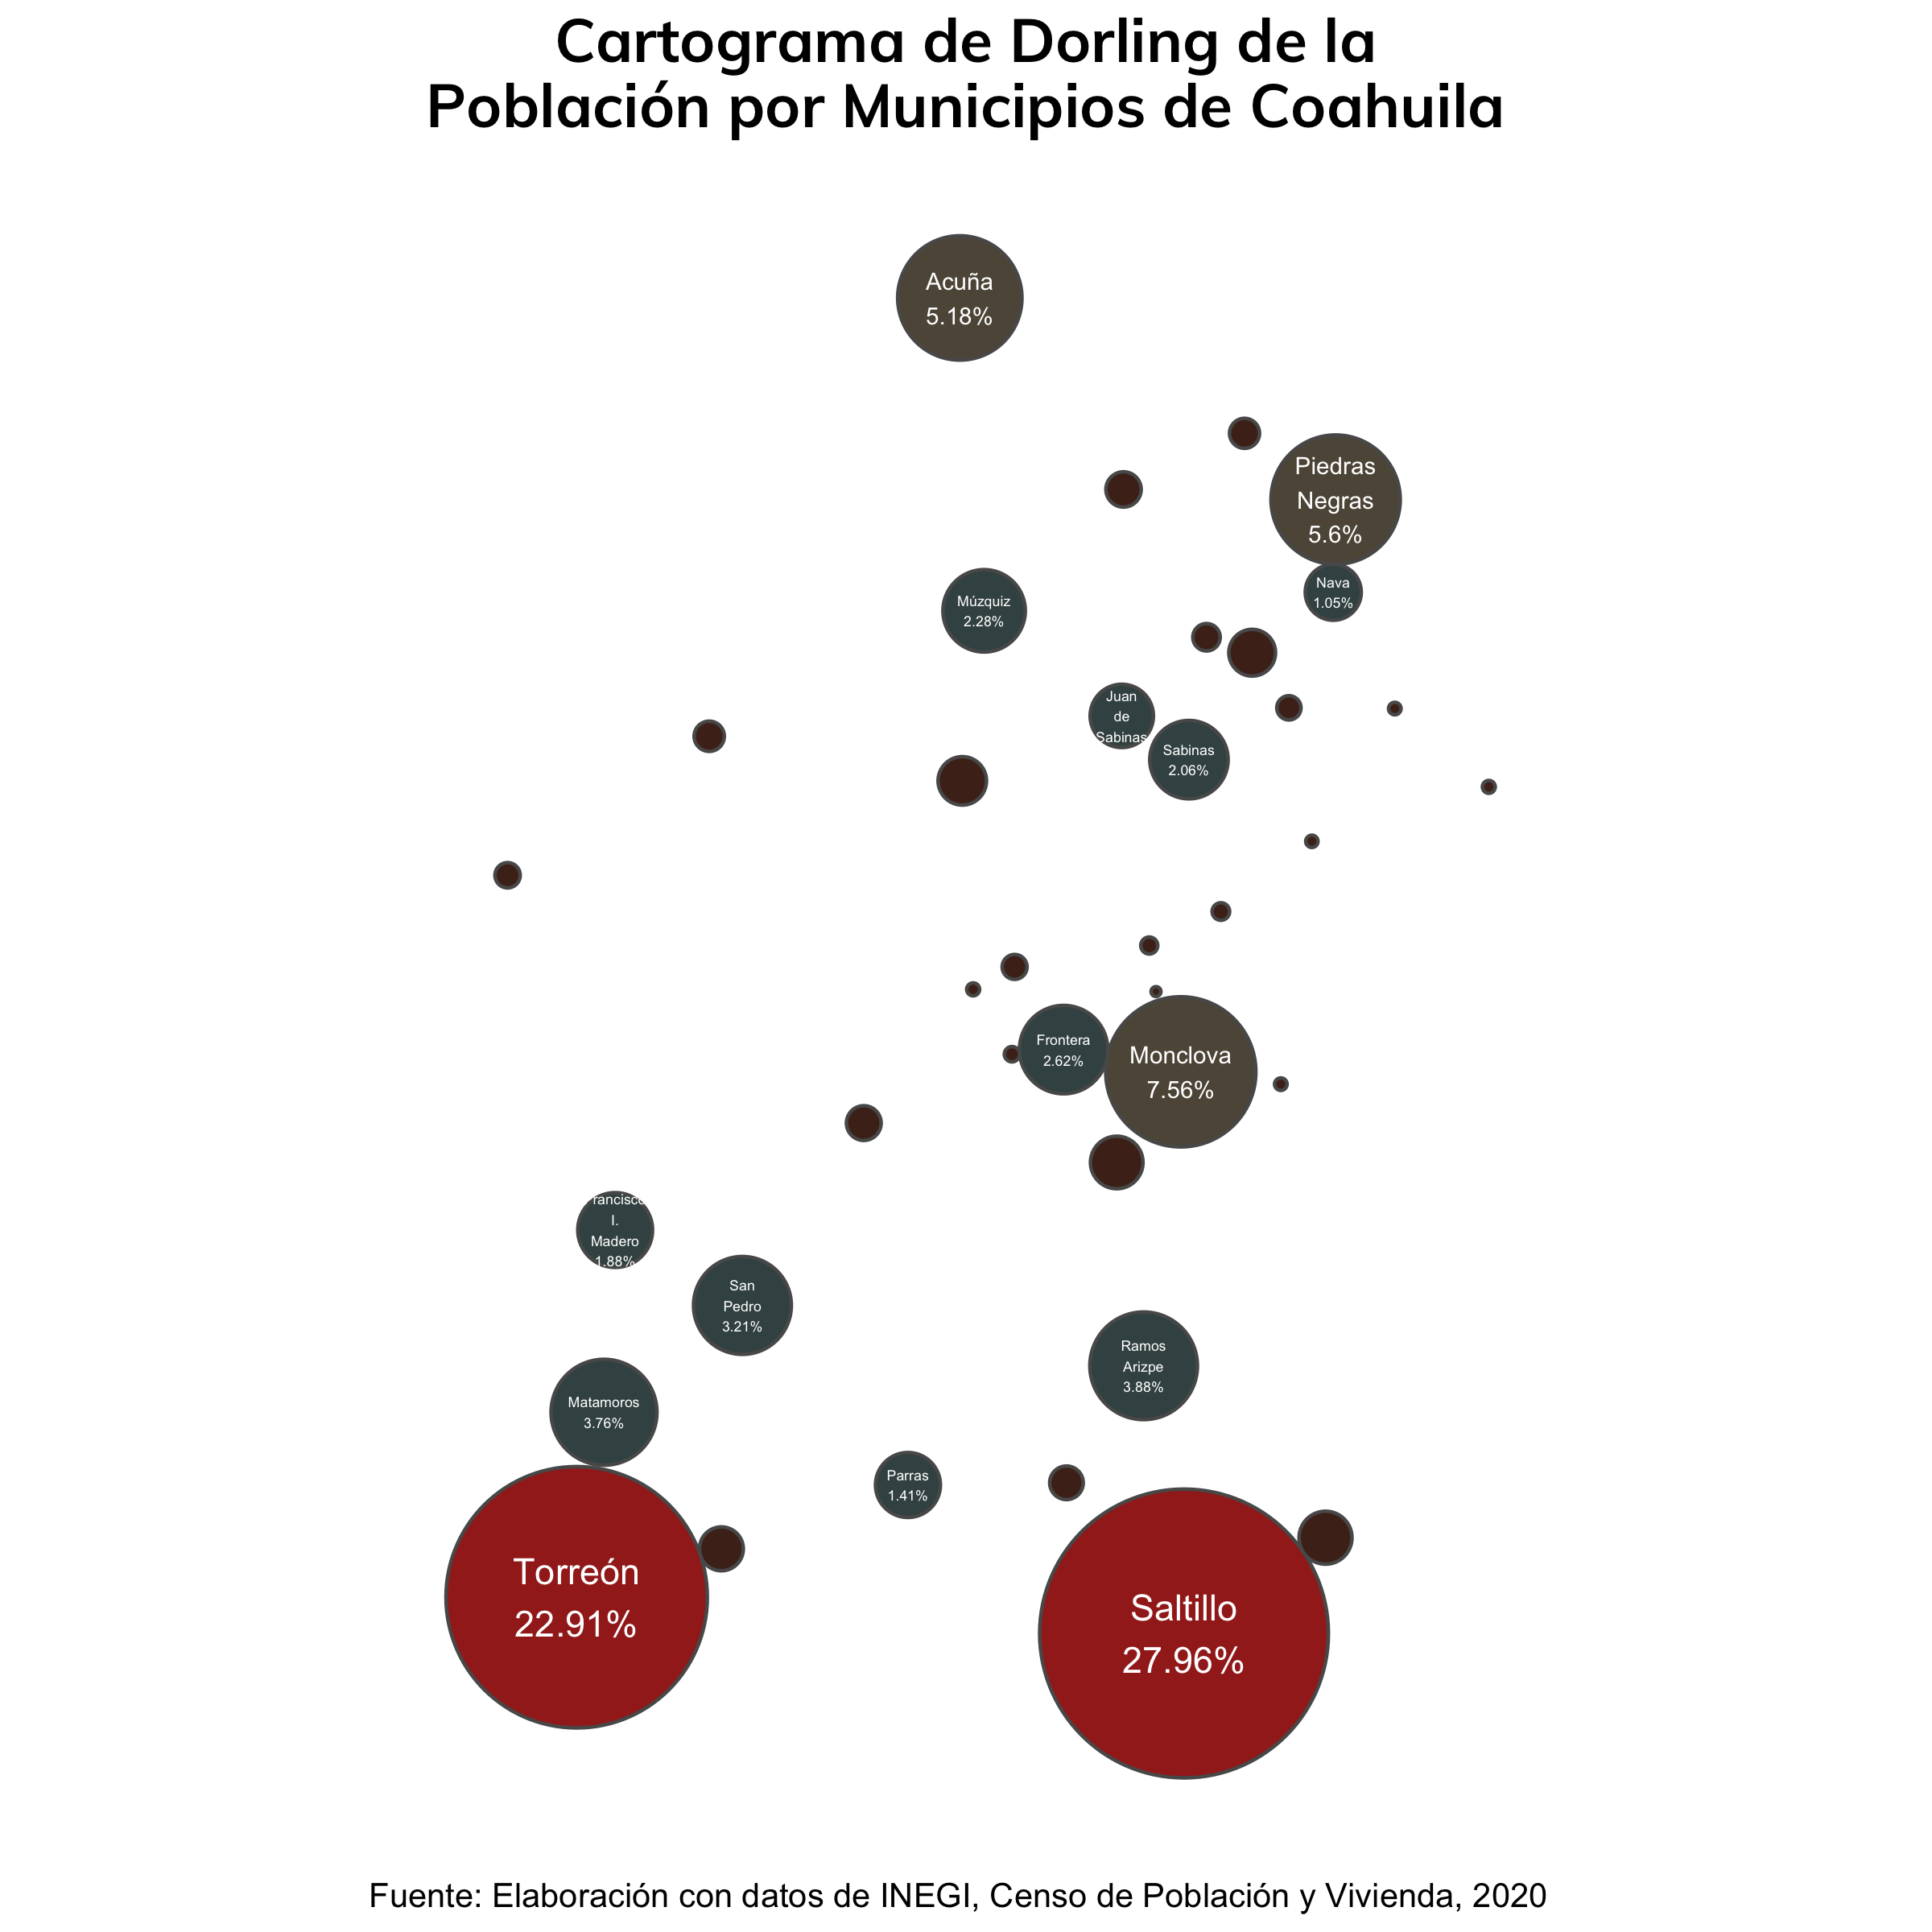 Cartograma de Dorling de la
Población por Municipios de Coahuila
Acuña
5.18%
Piedras
Negras
5.6%
Nava
1.05%
Múzquiz
2.28%
Juan
de
Sabinas
Sabinas
2.06%
Frontera
2.62%
Monclova
7.56%
Francisco
I.
Madero
1.88%
San
Pedro
3.21%
Ramos
Arizpe
3.88%
Matamoros
3.76%
Parras
1.41%
Torreón
22.91%
Saltillo
27.96%
Fuente: Elaboración con datos de INEGI, Censo de Población y Vivienda, 2020